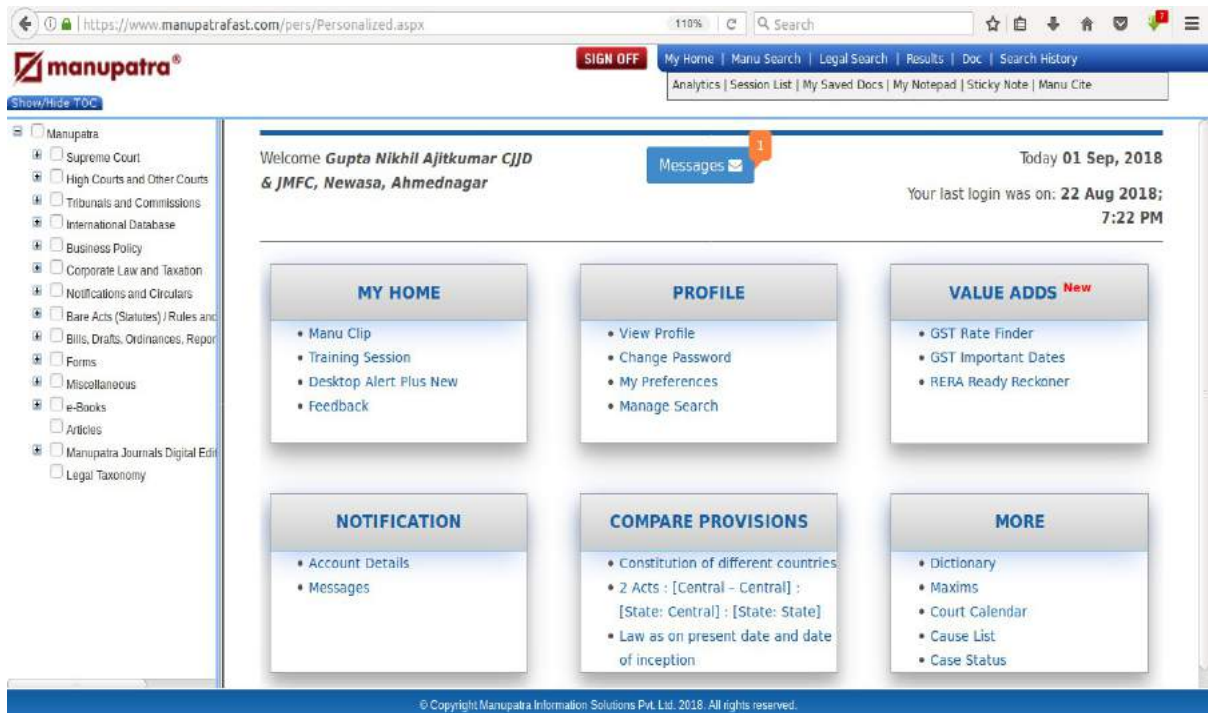 https://www.manupatrafast.com/pers/Personalized.aspx
110%
Search
7
manupatra®
SIGN OFF
My Home | Manu Search | Legal Search | Results | Doc | Search History
Analytics | Session List | My Saved Docs | My Notepad | Sticky Note | Manu Cite
Show/Hide TOC
Manupatra
Supreme Court
High Courts and Other Courts
Tribunals and Commissions
International Database
Business Policy
Corporate Law and Taxation
Notifications and Circulars
Bare Acts (Statutes) / Rules and
Bills, Drafts, Ordinances, Repor
Forms
Miscellaneous
e-Books
Articles
Manupatra Journals Digital Edi
Legal Taxonomy
Welcome Gupta Nikhil Ajitkumar CJJD
& JMFC, Newasa, Ahmednagar
Messages
1
Today 01 Sep, 2018
Your last login was on: 22 Aug 2018;
7:22 PM
MY HOME
• Manu Clip
• Training Session
• Desktop Alert Plus New
• Feedback
PROFILE
• View Profile
• Change Password
• My Preferences
• Manage Search
VALUE ADDS New
• GST Rate Finder
• GST Important Dates
• RERA Ready Reckoner
NOTIFICATION
• Account Details
• Messages
COMPARE PROVISIONS
• Constitution of different countries
• 2 Acts : [Central - Central] :
[State: Central] : [State: State]
• Law as on present date and date
of inception
MORE
• Dictionary
• Maxims
• Court Calendar
• Cause List
• Case Status
© Copyright Manupatra Information Solutions Pvt. Ltd. 2018. All rights reserved.